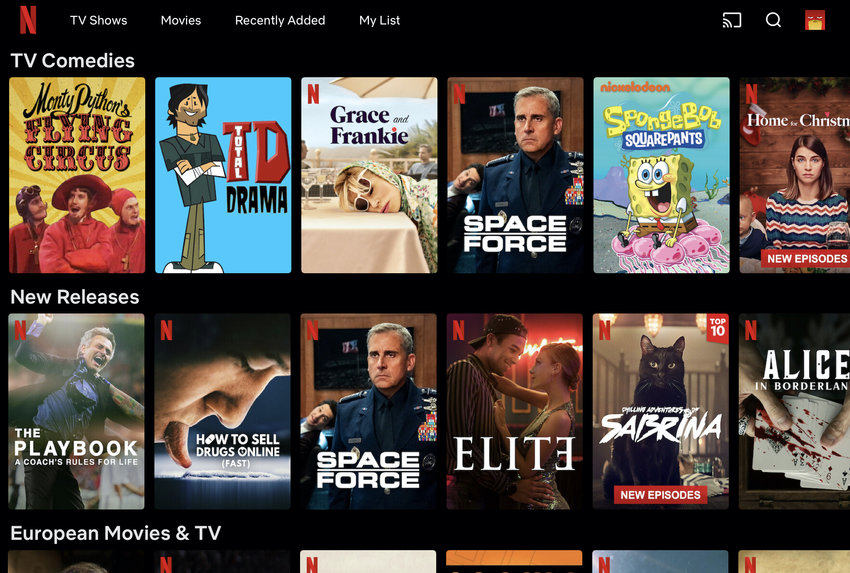 N
TV Shows Movies Recently Added My List
TV Comedies
Monty Python's
FLYING
CIRCUS
TOTAL
TD
DRAMA
N
Grace and
Frankie
N
SPACE
FORCE
nickelodeon
SpongeBob
SQUAREPANTS
N
Home for Christm
NEW EPISODES
New Releases
N
THE
PLAYBOOK
A COACH'S RULES FOR LIFE
N
HOW TO SELL
DRUGS ONLINE
(FAST)
N
SPACE
FORCE
N
ELITE
N
TOP
10
CHILLING ADVENTURES OF
SABRINA
NEW EPISODES
N
ALICE
IN BORDERLAN
European Movies & TV
N
N
N
N
N